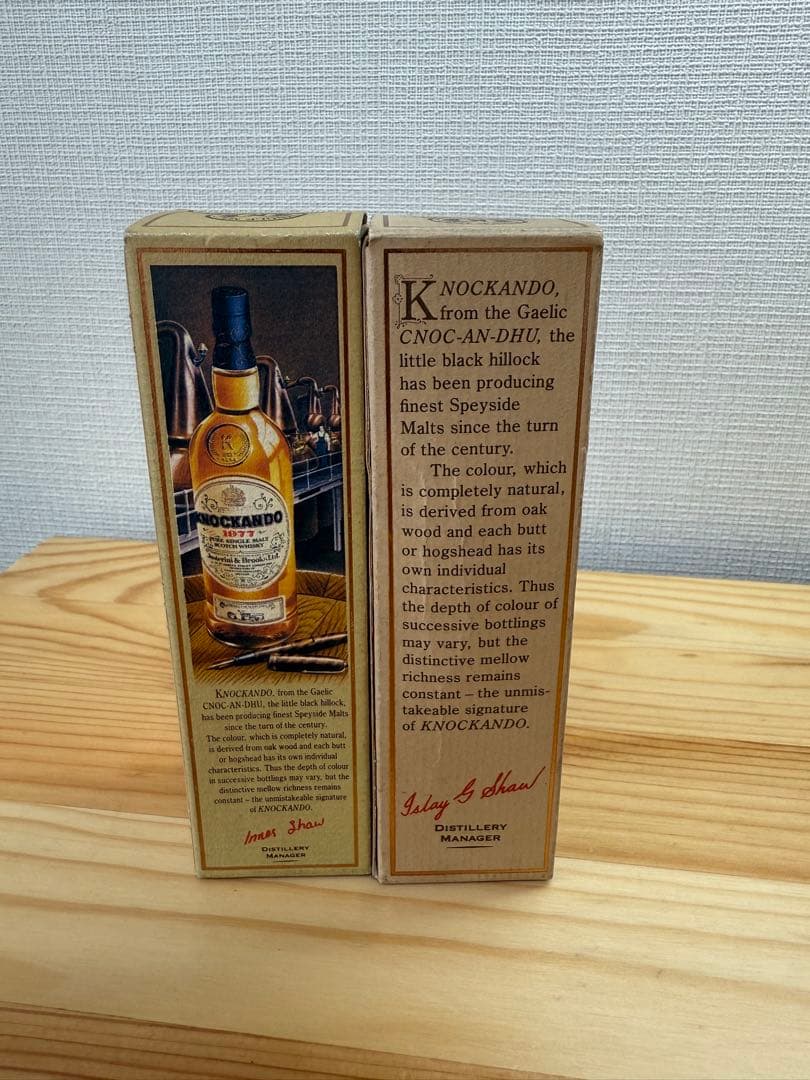 K
KNOCKANDO
1977
PURE SINGLE MALT
SCOTCH WHISKY
Justerini & Brooks Ltd.
KNOCKANDO, from the Gaelic
CNOC-AN-DHU, the little black hillock,
has been producing finest Speyside Malts
since the turn of the century.
The colour, which is completely natural,
is derived from oak wood and each butt
or hogshead has its own individual
characteristics. Thus the depth of colour
in successive bottlings may vary, but the
distinctive mellow richness remains
constant – the unmistakeable signature
of KNOCKANDO.
Innes Shaw
DISTILLERY
MANAGER
KNOCKANDO,
from the Gaelic
CNOC-AN-DHU, the
little black hillock
has been producing
finest Speyside
Malts since the turn
of the century.
The colour, which
is completely natural,
is derived from oak
wood and each butt
or hogshead has its
own individual
characteristics. Thus
the depth of colour of
successive bottlings
may vary, but the
distinctive mellow
richness remains
constant – the unmis-
takeable signature
of KNOCKANDO.
Islay G Shaw
DISTILLERY
MANAGER